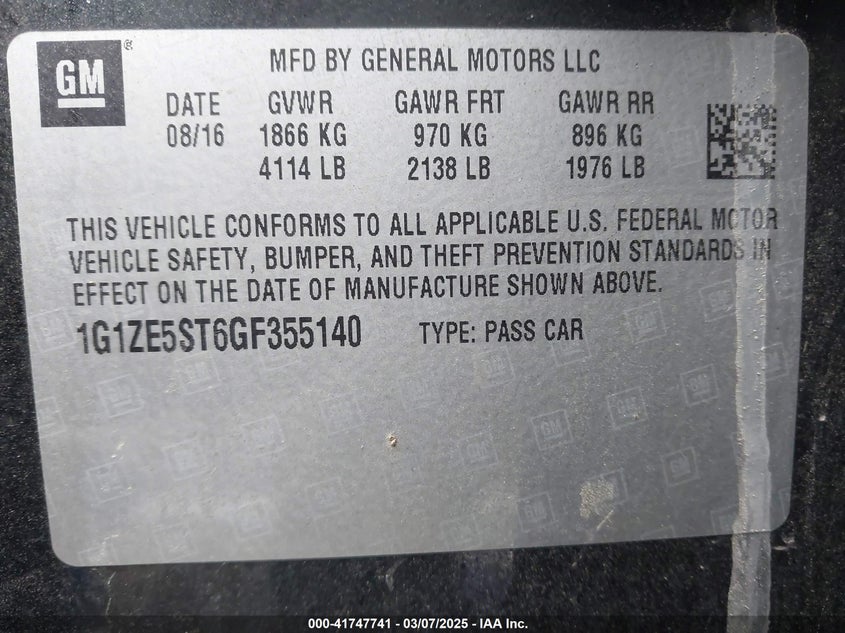 GM®
MFD BY GENERAL MOTORS LLC
DATE GVWR GAWR FRT GAWR RR
08/16 1866 KG 970 KG 896 KG
4114 LB 2138 LB 1976 LB
THIS VEHICLE CONFORMS TO ALL APPLICABLE U.S. FEDERAL MOTOR
VEHICLE SAFETY, BUMPER, AND THEFT PREVENTION STANDARDS IN
EFFECT ON THE DATE OF MANUFACTURE SHOWN ABOVE.
1G1ZE5ST6GF355140 TYPE: PASS CAR
000-41747741 - 03/07/2025 - IAA Inc.